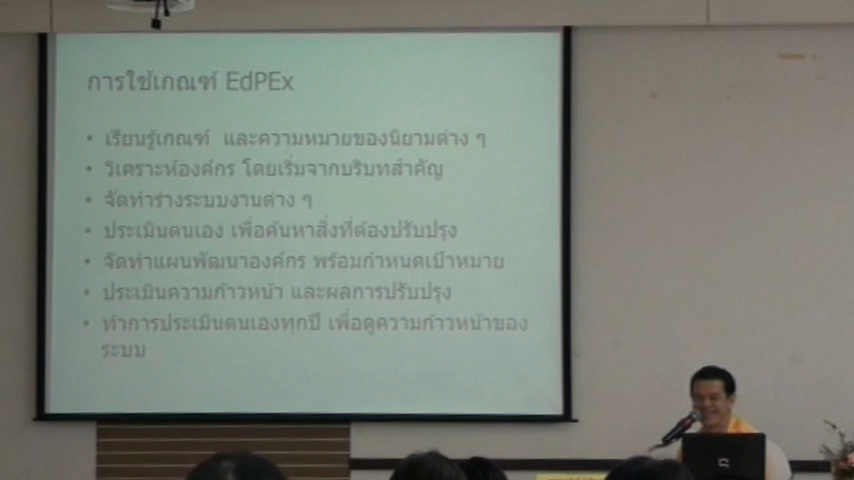 การใช้เกณฑ์ EdPEx
• เรียนรู้เกณฑ์ และความหมายของนิยามต่าง ๆ
• วิเคราะห์องค์กร โดยเริ่มจากบริบทสำคัญ
• จัดทำร่างระบบงานต่าง ๆ
• ประเมินตนเอง เพื่อค้นหาสิ่งที่ต้องปรับปรุง
• จัดทำแผนพัฒนาองค์กร พร้อมกำหนดเป้าหมาย
• ประเมินความก้าวหน้า และผลการปรับปรุง
• ทำการประเมินตนเองทุกปี เพื่อดูความก้าวหน้าของ
ระบบ